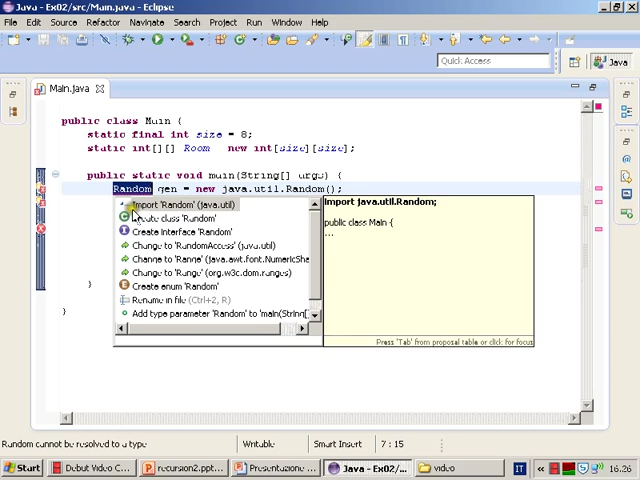 Java - Ex02/src/Main.java - Eclipse
File Edit Source Refactor Navigate Search Project Run Window Help
Quick Access
Java
Main.java
public class Main {
static final int size = 8;
static int[][] Room = new int[size][size];
public static void main(String[] args) {
Random gen = new java.util.Random();
Import 'Random' (java.util)
Create class 'Random'
Create interface 'Random'
Change to 'RandomAccess' (java.util)
Change to 'Range' (java.awt.font.NumericSha
Change to 'Range' (org.w3c.dom.ranges)
Create enum 'Random'
Rename in file (Ctrl+2, R)
Add type parameter 'Random' to 'main(String[]
import java.util.Random;
public class Main {
...
Press 'Tab' from proposal table or click for focus
}
}
Random cannot be resolved to a type
Writable
Smart Insert
7 : 15
Start
Debut Video C...
recursion2.ppt...
Presentazione ...
Java - Ex02/...
video
IT
16.26